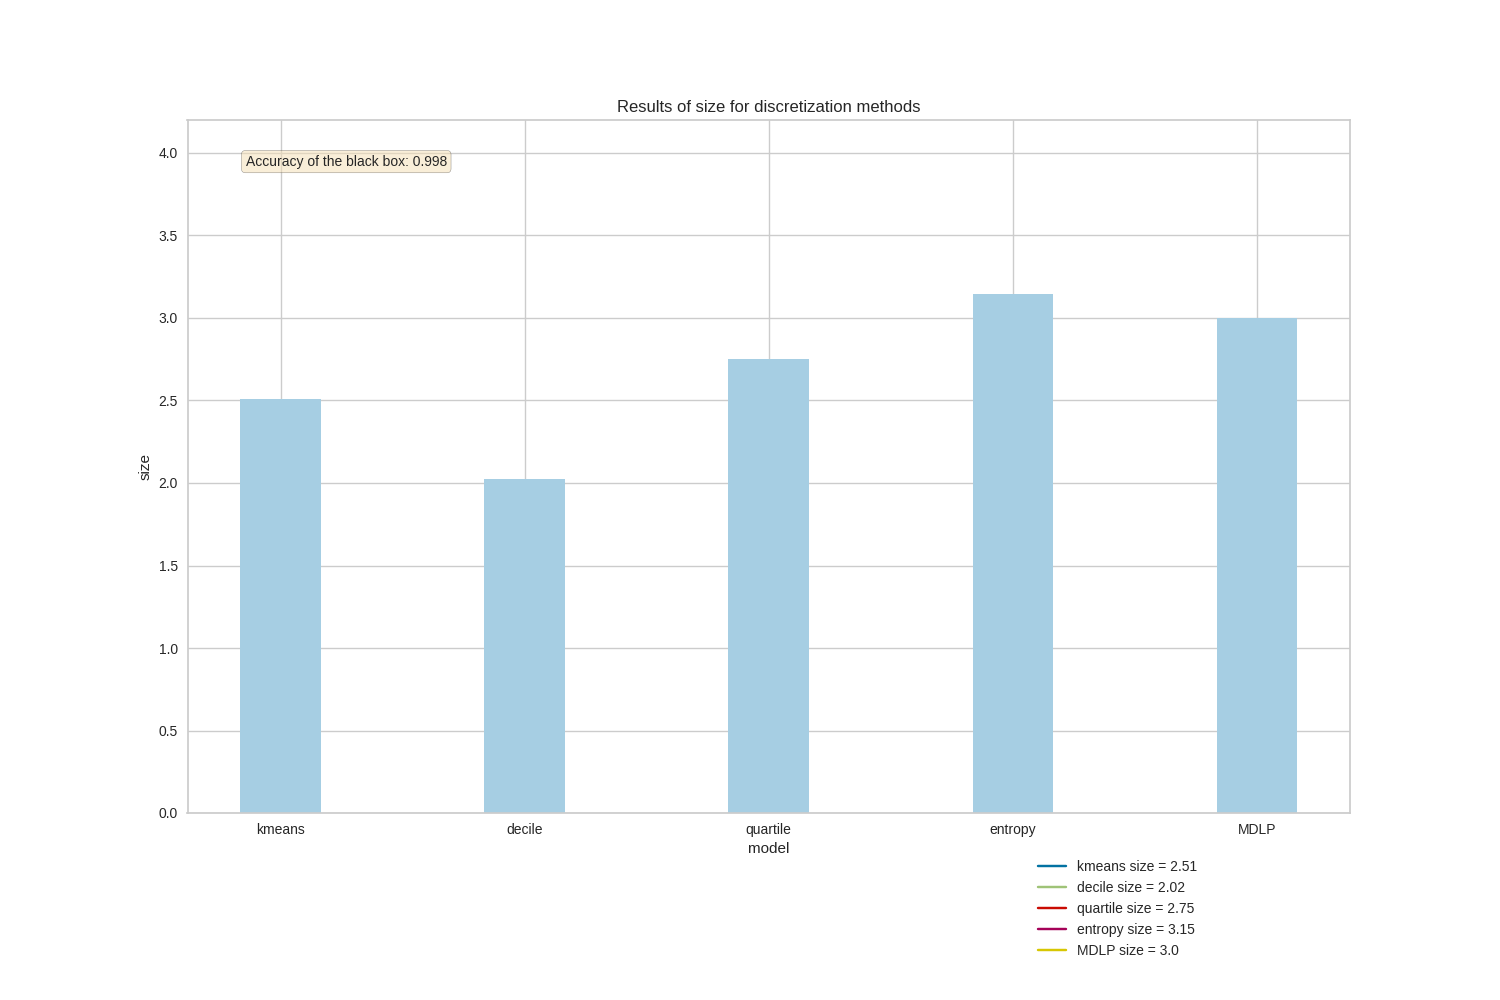 Results of size for discretization methods
4.0
Accuracy of the black box: 0.998
3.5
3.0
2.5
size
2.0
1.5
1.0
0.5
0.0
kmeans decile quartile entropy MDLP
model
kmeans size = 2.51
decile size = 2.02
quartile size = 2.75
entropy size = 3.15
MDLP size = 3.0